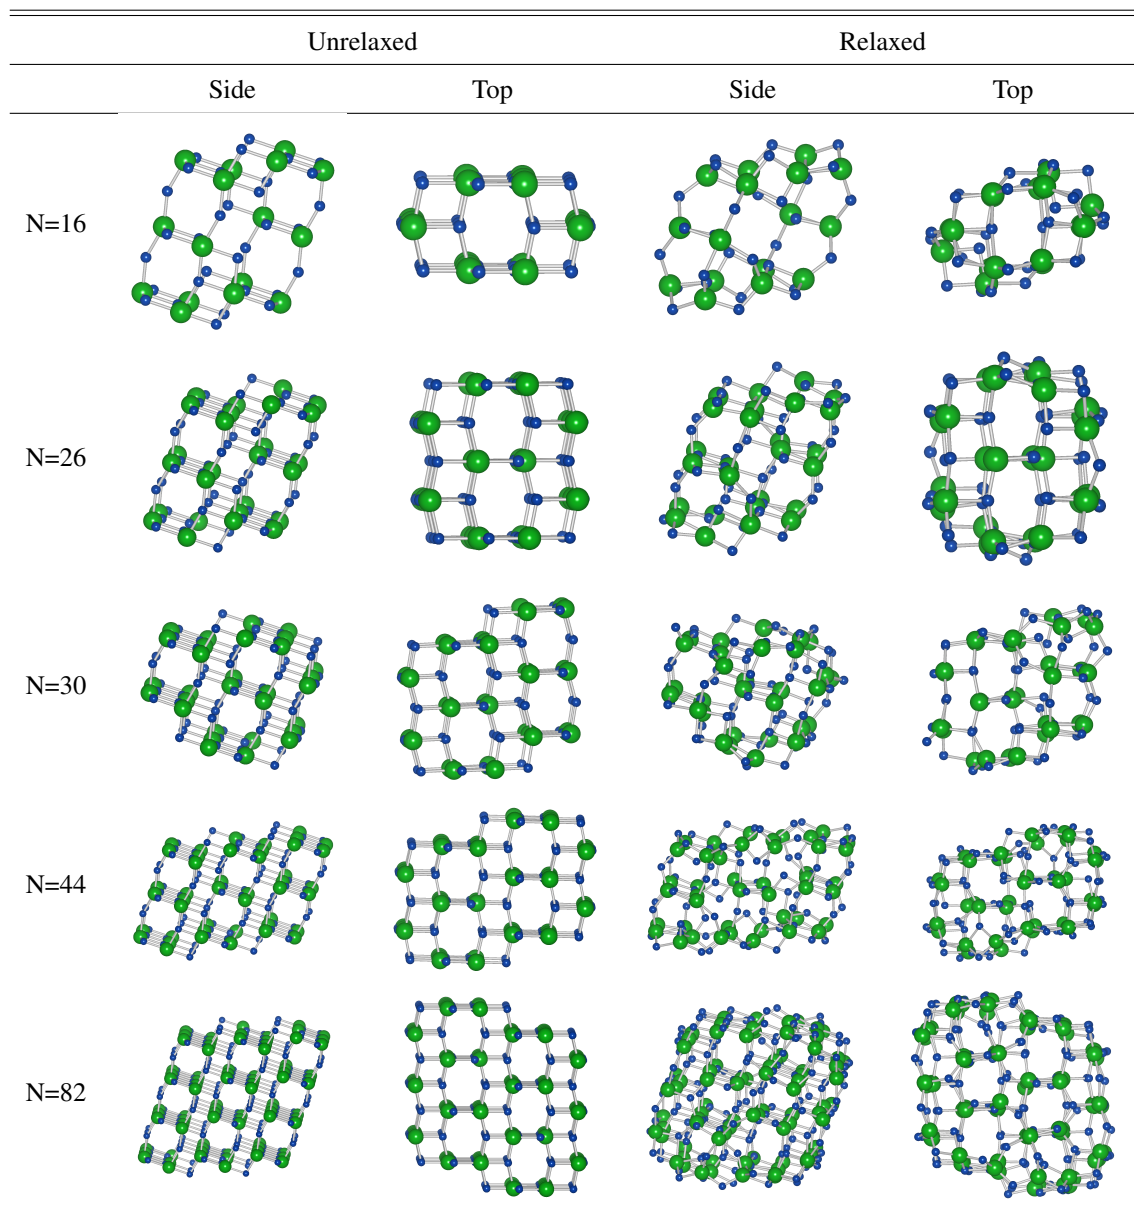 Unrelaxed Relaxed
Side Top Side Top
N=16
N=26
N=30
N=44
N=82